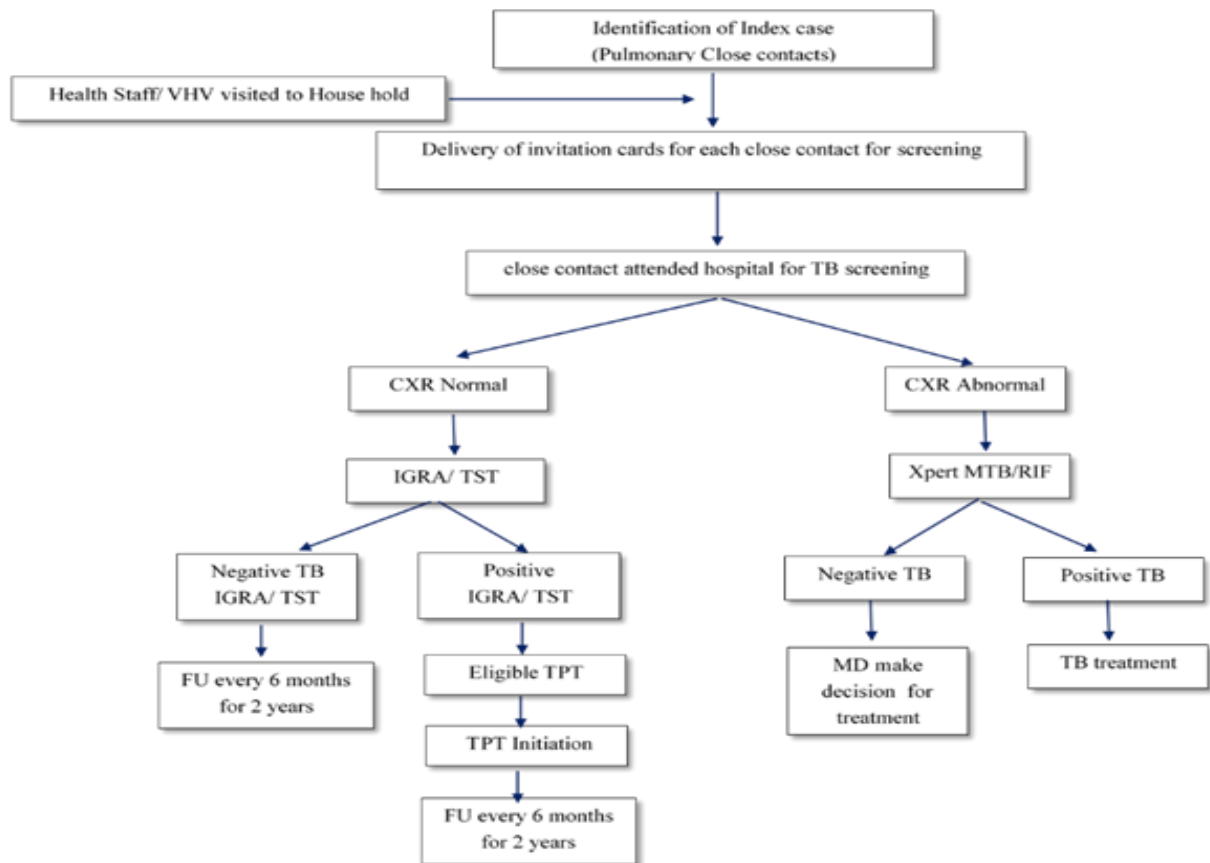 Identification of Index case
(Pulmonary Close contacts)
Health Staff/ VHV visited to House hold
Delivery of invitation cards for each close contact for screening
close contact attended hospital for TB screening
CXR Normal
CXR Abnormal
IGRA/ TST
Xpert MTB/RIF
Negative TB
IGRA/ TST
Positive
IGRA/ TST
Negative TB
Positive TB
FU every 6 months
for 2 years
Eligible TPT
MD make
decision for
treatment
TB treatment
TPT Initiation
FU every 6 months
for 2 years